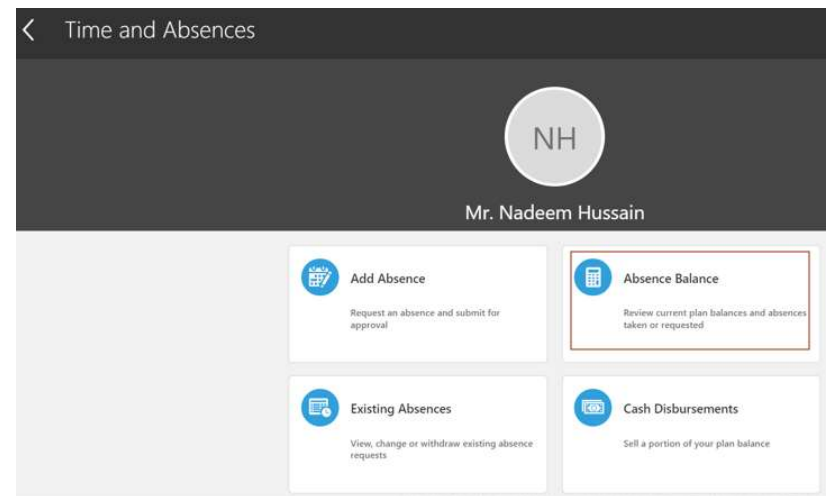 Time and Absences
NH
Mr. Nadeem Hussain
Add Absence
Request an absence and submit for
approval
Absence Balance
Review current plan balances and absences
taken or requested
Existing Absences
View, change or withdraw existing absence
requests
Cash Disbursements
Sell a portion of your plan balance